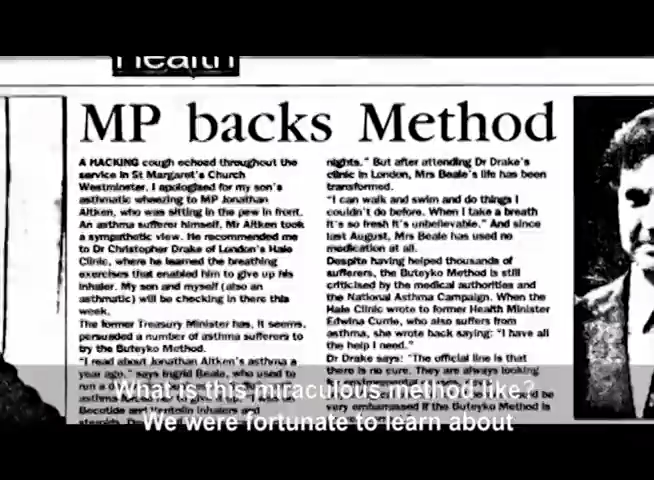 Health
MP backs Method
A HACKING cough echoed throughout the
service in St Margaret's Church
Westminster. I apologised for my son's
asthmatic wheezing to MP Jonathan
Aitken, who was sitting in the pew in front.
An asthma sufferer himself, Mr Aitken took
a sympathetic view. He recommended me
to Dr Christopher Drake of London's Hale
Clinic, where he learned the breathing
exercises that enabled him to give up his
inhaler. My son and myself (also an
asthmatic) will be checking in there this
week.
The former Treasury Minister has, it seems,
persuaded a number of asthma sufferers to
try the Buteyko Method.
"I read about Jonathan Aitken's asthma a
year ago," says Ingrid Beale, who used to
run a
asthma
Becotide and Ventolin inhalers and
nights." But after attending Dr Drake's
clinic in London, Mrs Beale's life has been
transformed.
"I can walk and swim and do things I
couldn't do before. When I take a breath
it's so fresh it's unbelievable." And since
last August, Mrs Beale has used no
medication at all.
Despite having helped thousands of
sufferers, the Buteyko Method is still
criticised by the medical authorities and
the National Asthma Campaign. When the
Hale Clinic wrote to former Health Minister
Edwina Currie, who also suffers from
asthma, she wrote back saying: "I have all
the help I need."
Dr Drake says: "The official line is that
there is no cure. They are always looking
be
very embarrassed if the Buteyko Method is
What is this miraculous method like?
We were fortunate to learn about